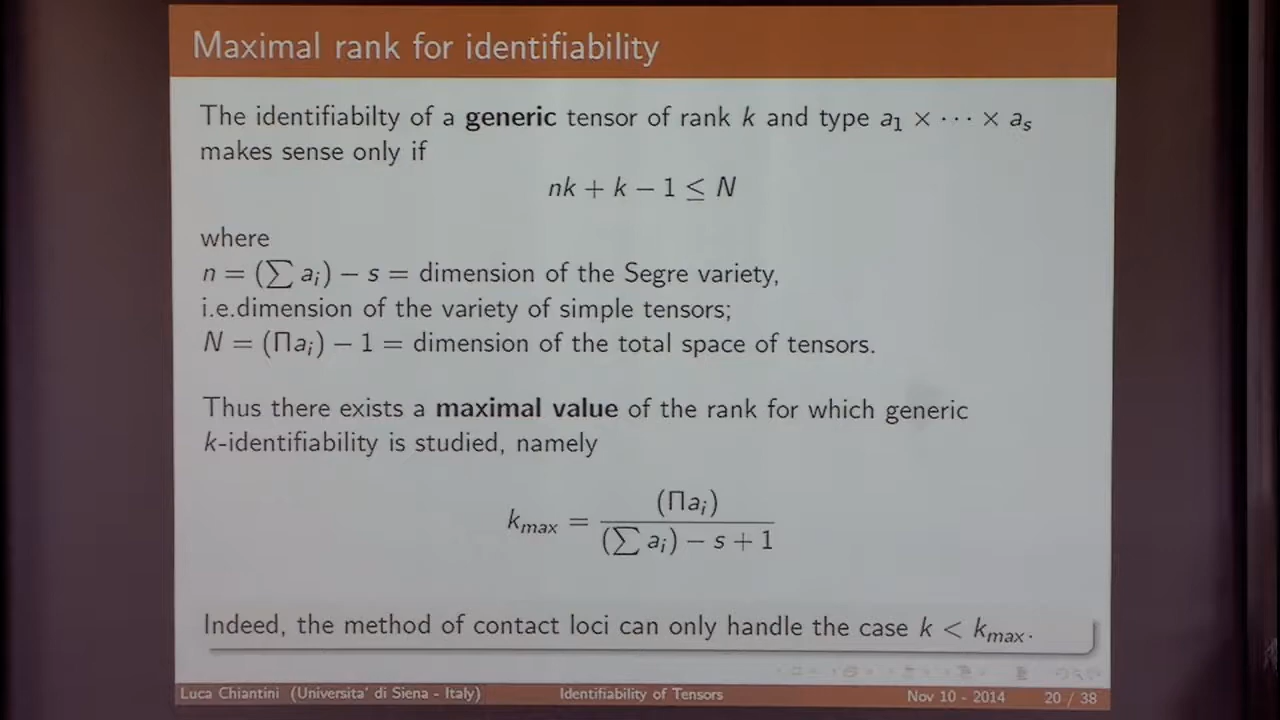 Maximal rank for identifiability
The identifiabilty of a generic tensor of rank k and type a₁ × ··· × aₛ
makes sense only if
nk + k − 1 ≤ N
where
n = (∑ aᵢ) − s = dimension of the Segre variety,
i.e.dimension of the variety of simple tensors;
N = (Πaᵢ) − 1 = dimension of the total space of tensors.
Thus there exists a maximal value of the rank for which generic
k-identifiability is studied, namely
k_max = (Πaᵢ) / ((∑ aᵢ) − s + 1)
Indeed, the method of contact loci can only handle the case k < k_max.
Luca Chiantini (Universita' di Siena - Italy) Identifiability of Tensors Nov 10 - 2014 20 / 38